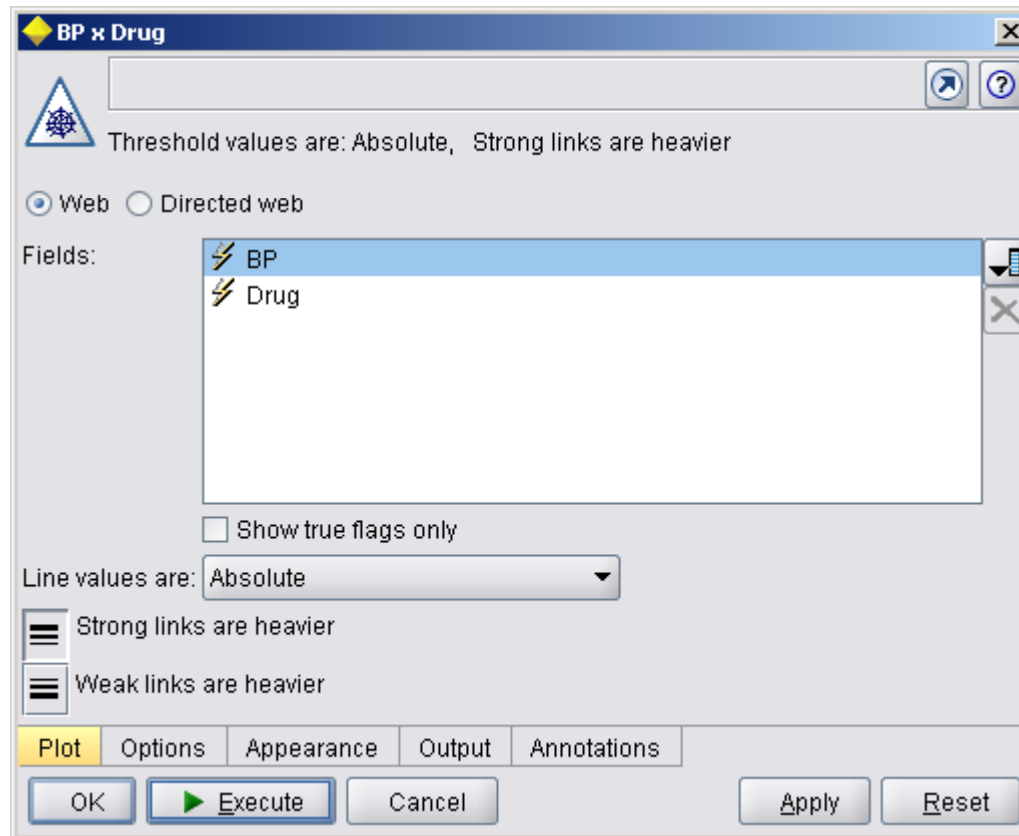 BP x Drug
Threshold values are: Absolute, Strong links are heavier
Web Directed web
Fields:
BP
Drug
Show true flags only
Line values are: Absolute
Strong links are heavier
Weak links are heavier
Plot Options Appearance Output Annotations
OK Execute Cancel Apply Reset